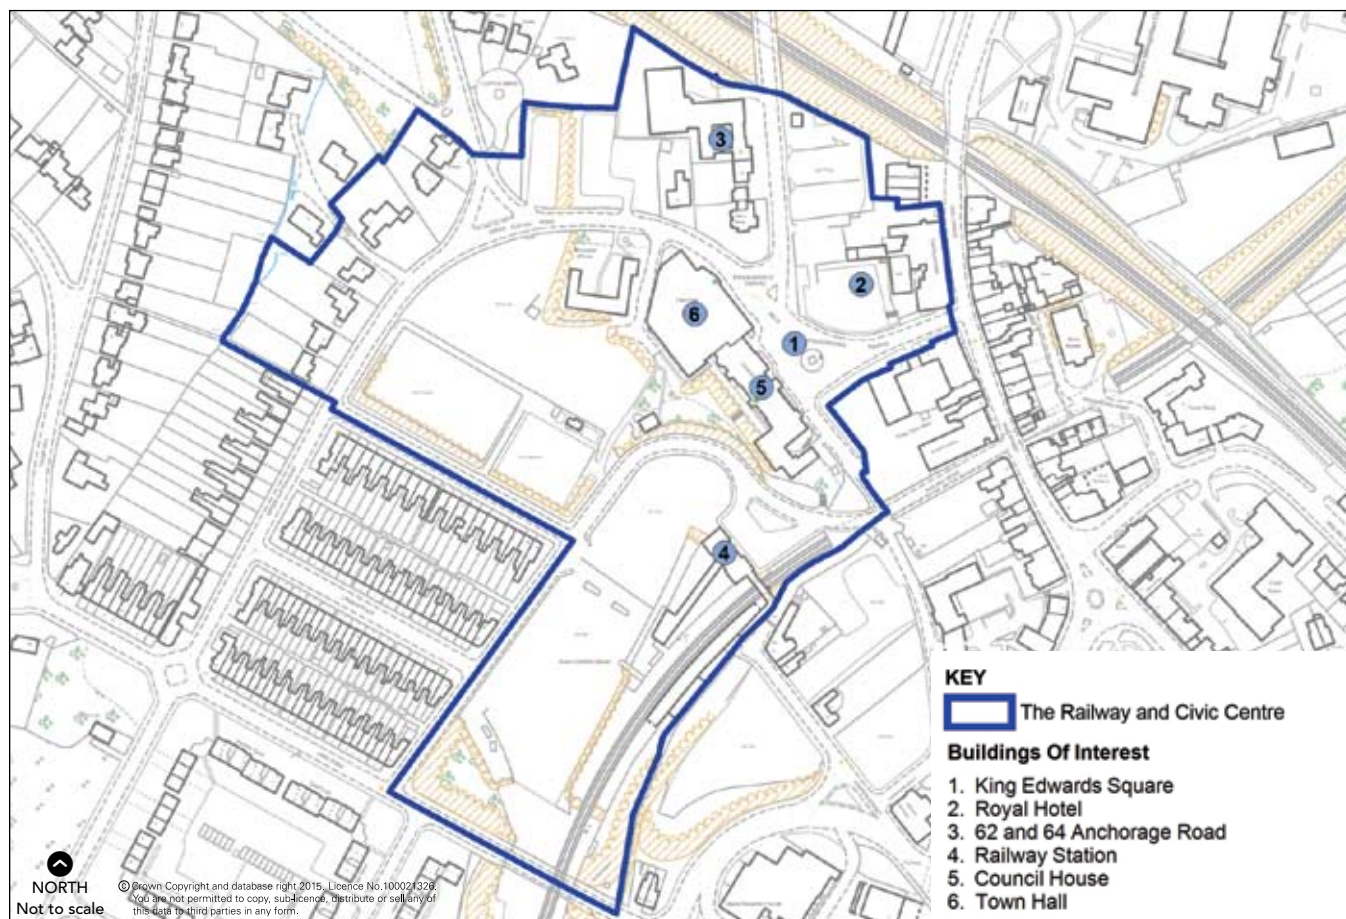 1
2
3
4
5
6
KEY
The Railway and Civic Centre
Buildings Of Interest
1. King Edwards Square
2. Royal Hotel
3. 62 and 64 Anchorage Road
4. Railway Station
5. Council House
6. Town Hall
NORTH
Not to scale
© Crown Copyright and database right 2015. Licence No.100021326.
You are not permitted to copy, sub-licence, distribute or sell any of
this data to third parties in any form.